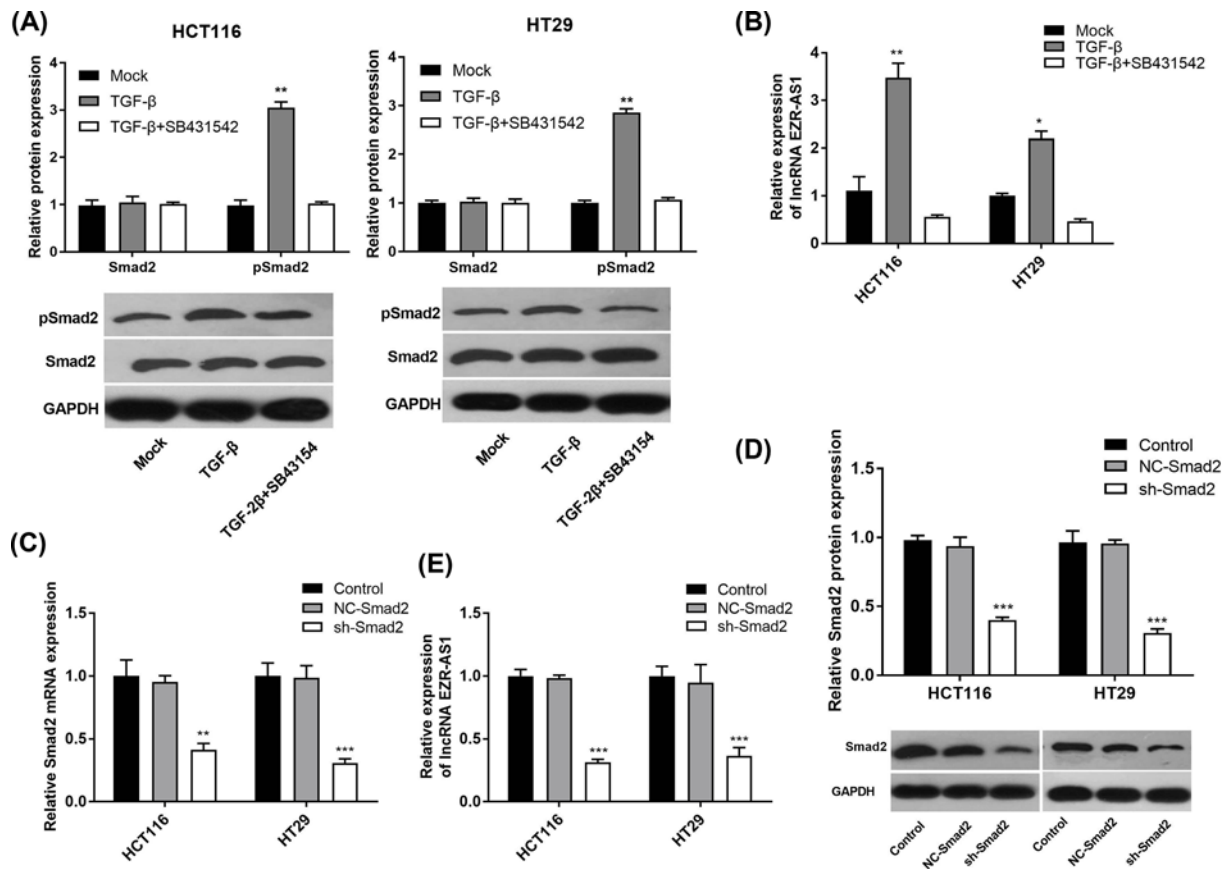 (A)
HCT116
Relative protein expression
4
3
2
1
0
Mock
TGF-β
TGF-β+SB431542
**
Smad2
pSmad2
HT29
Relative protein expression
4
3
2
1
0
Mock
TGF-β
TGF-β+SB431542
**
Smad2
pSmad2
pSmad2
Smad2
GAPDH
Mock
TGF-β
TGF-2β+SB43154
pSmad2
Smad2
GAPDH
Mock
TGF-β
TGF-2β+SB43154
(B)
Mock
TGF-β
TGF-β+SB431542
Relative expression
of lncRNA EZR-AS1
4
3
2
1
0
**
*
HCT116
HT29
(C)
Relative Smad2 mRNA expression
1.5
1.0
0.5
0.0
Control
NC-Smad2
sh-Smad2
**
***
HCT116
HT29
(E)
Relative expression
of lncRNA EZR-AS1
1.5
1.0
0.5
0.0
Control
NC-Smad2
sh-Smad2
***
***
HCT116
HT29
(D)
Control
NC-Smad2
sh-Smad2
Relative Smad2 protein expression
1.5
1.0
0.5
0.0
***
***
HCT116
HT29
Smad2
GAPDH
Control
NC-Smad2
sh-Smad2
Control
NC-Smad2
sh-Smad2